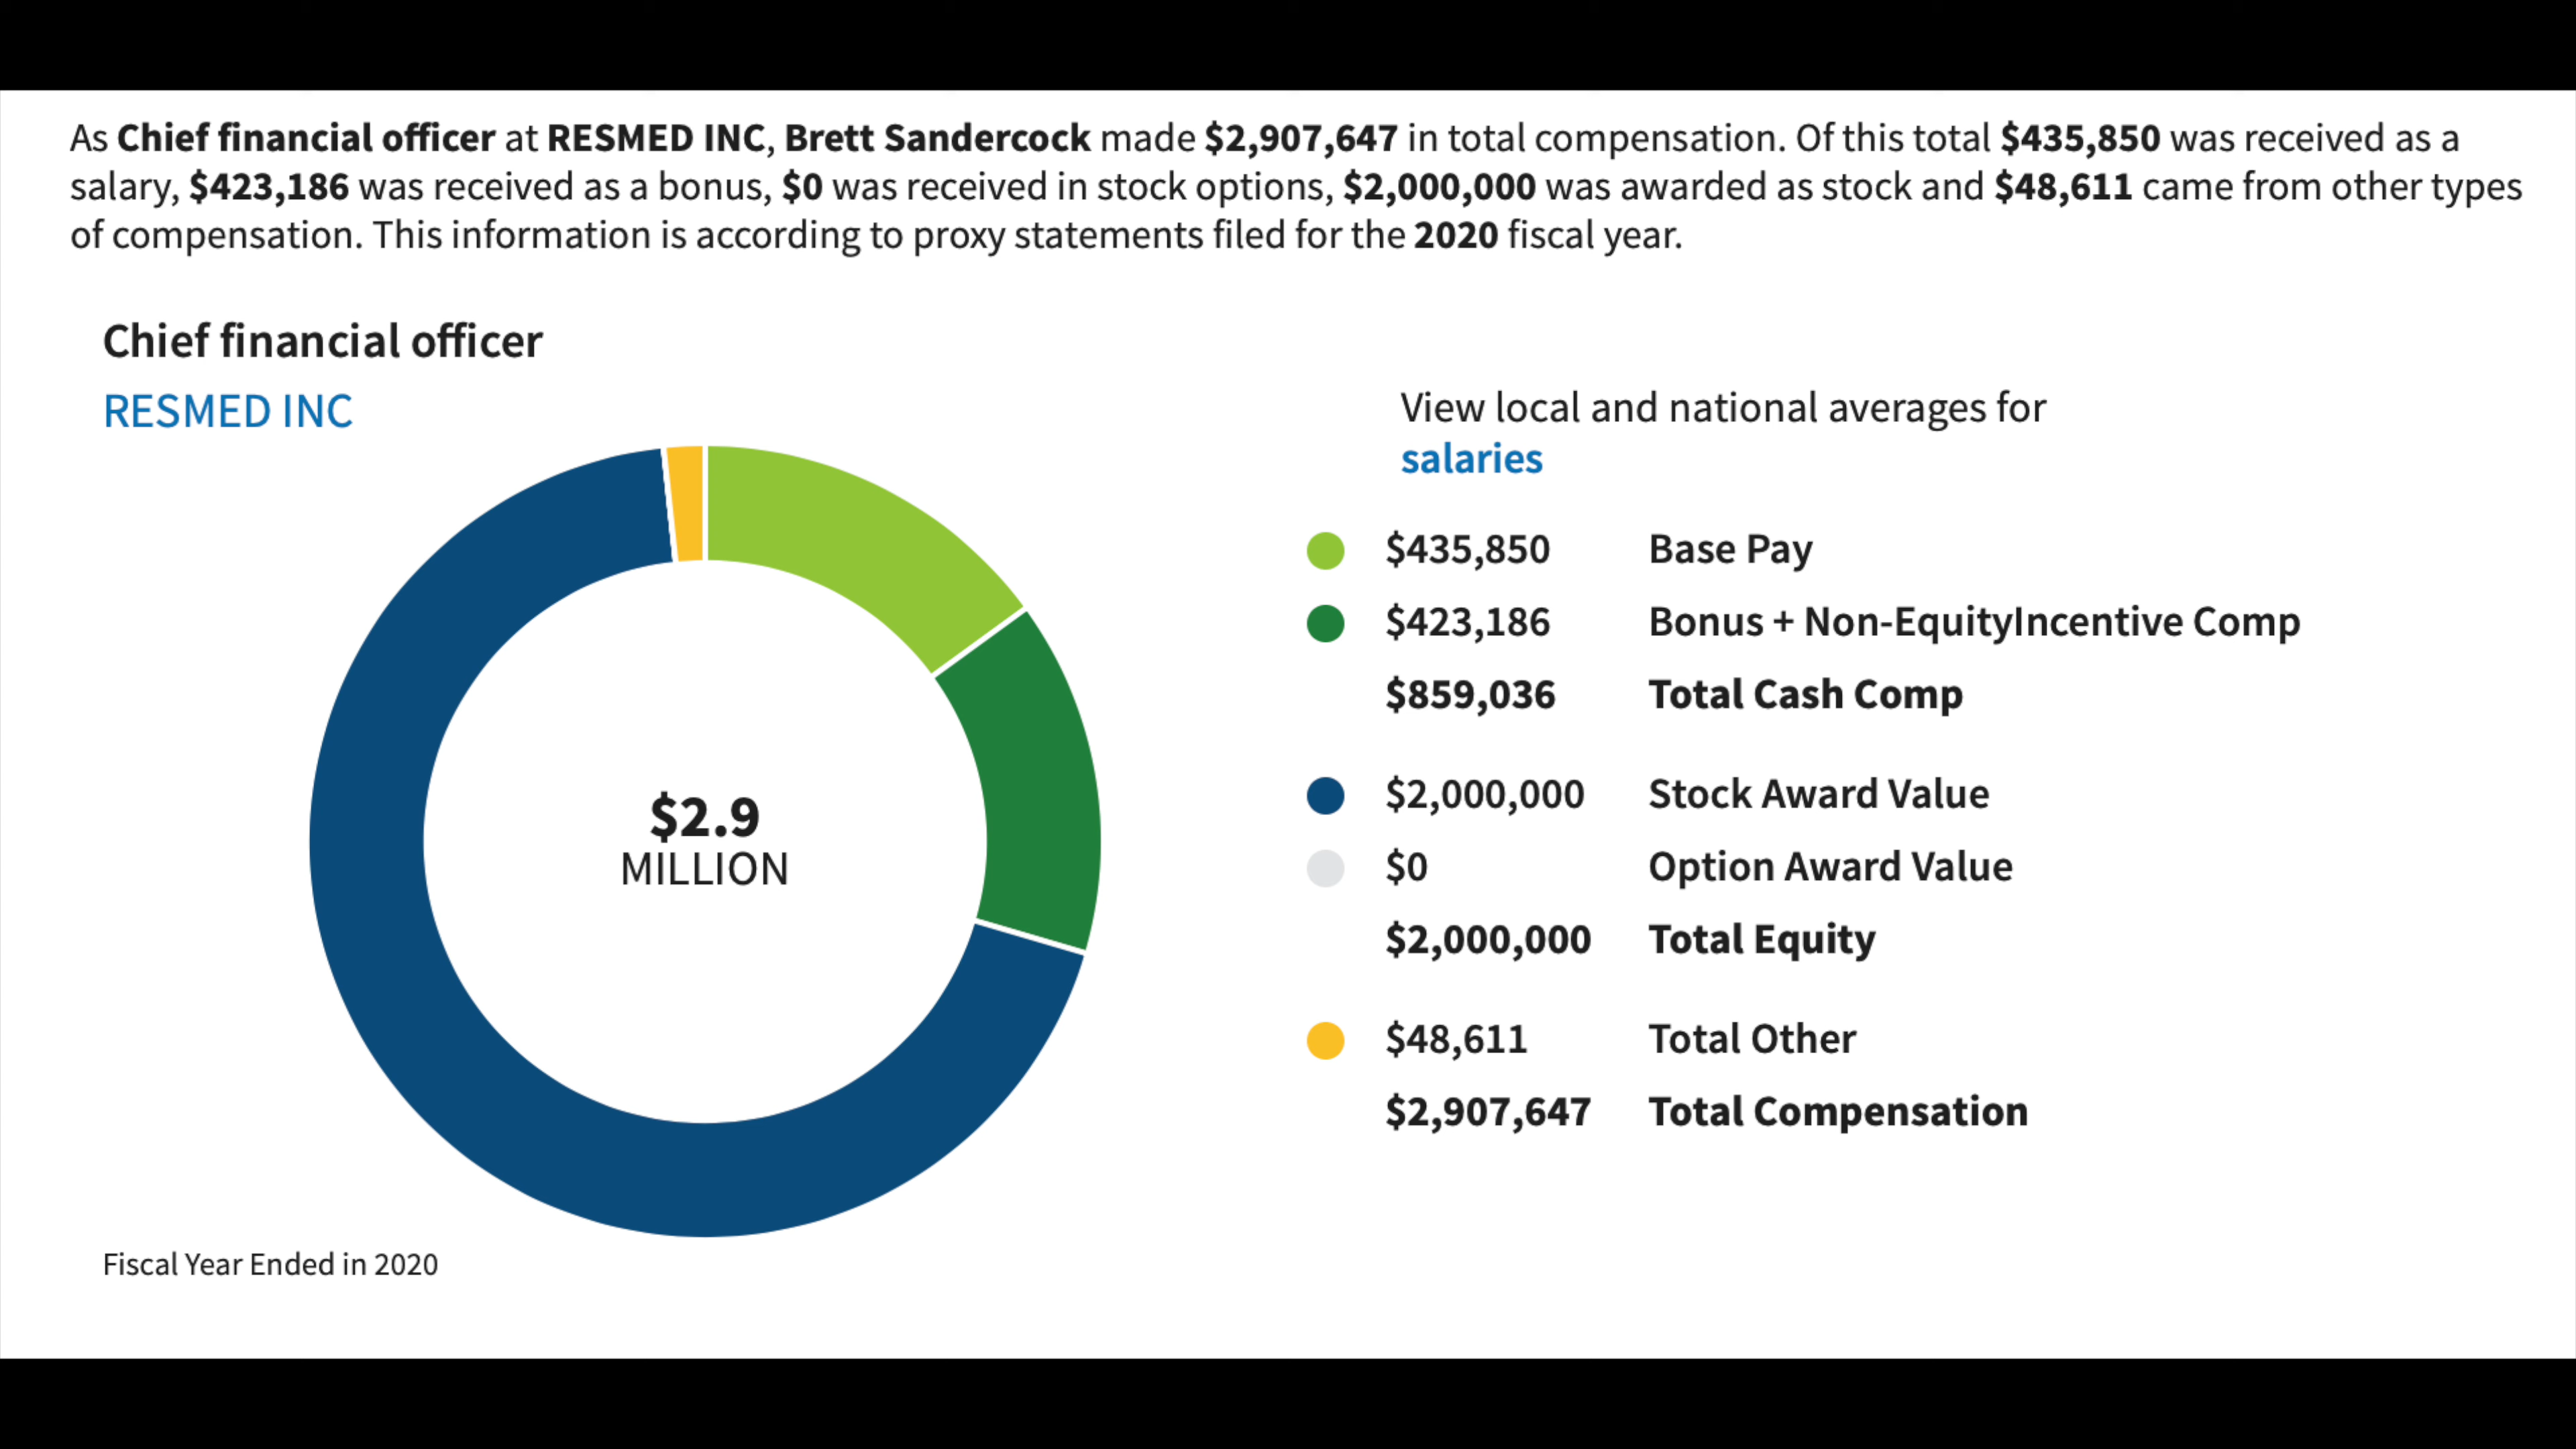 As Chief financial officer at RESMED INC, Brett Sandercock made $2,907,647 in total compensation. Of this total $435,850 was received as a
salary, $423,186 was received as a bonus, $0 was received in stock options, $2,000,000 was awarded as stock and $48,611 came from other types
of compensation. This information is according to proxy statements filed for the 2020 fiscal year.
Chief financial officer
RESMED INC
$2.9
MILLION
Fiscal Year Ended in 2020
View local and national averages for
salaries
$435,850 Base Pay
$423,186 Bonus + Non-EquityIncentive Comp
$859,036 Total Cash Comp
$2,000,000 Stock Award Value
$0 Option Award Value
$2,000,000 Total Equity
$48,611 Total Other
$2,907,647 Total Compensation